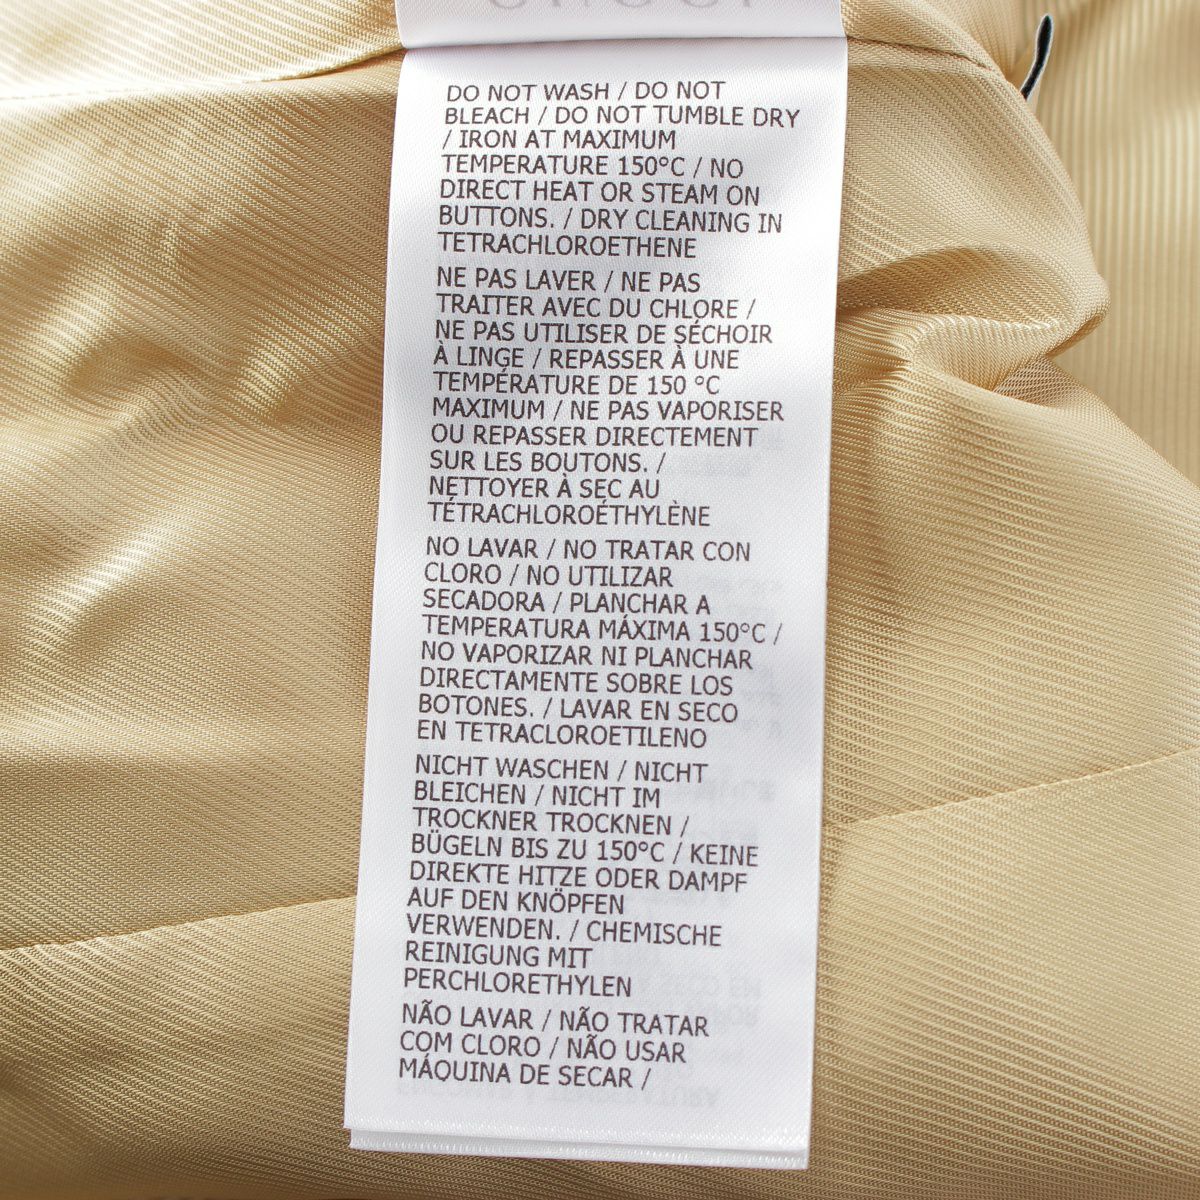 GUCCI
DO NOT WASH / DO NOT
BLEACH / DO NOT TUMBLE DRY
/ IRON AT MAXIMUM
TEMPERATURE 150°C / NO
DIRECT HEAT OR STEAM ON
BUTTONS. / DRY CLEANING IN
TETRACHLOROETHENE
NE PAS LAVER / NE PAS
TRAITER AVEC DU CHLORE /
NE PAS UTILISER DE SÉCHOIR
À LINGE / REPASSER À UNE
TEMPÉRATURE DE 150 °C
MAXIMUM / NE PAS VAPORISER
OU REPASSER DIRECTEMENT
SUR LES BOUTONS. /
NETTOYER À SEC AU
TÉTRACHLOROÉTHYLÈNE
NO LAVAR / NO TRATAR CON
CLORO / NO UTILIZAR
SECADORA / PLANCHAR A
TEMPERATURA MÁXIMA 150°C /
NO VAPORIZAR NI PLANCHAR
DIRECTAMENTE SOBRE LOS
BOTONES. / LAVAR EN SECO
EN TETRACLOROETILENO
NICHT WASCHEN / NICHT
BLEICHEN / NICHT IM
TROCKNER TROCKNEN /
BÜGELN BIS ZU 150°C / KEINE
DIREKTE HITZE ODER DAMPF
AUF DEN KNÖPFEN
VERWENDEN. / CHEMISCHE
REINIGUNG MIT
PERCHLORETHYLEN
NÃO LAVAR / NÃO TRATAR
COM CLORO / NÃO USAR
MÁQUINA DE SECAR /